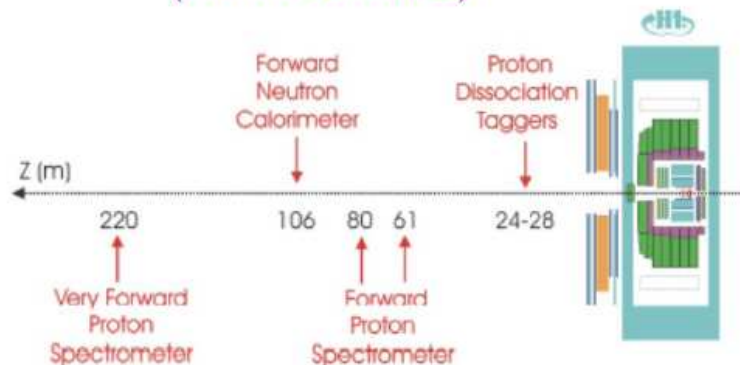 H1
Forward
Neutron
Calorimeter
Proton
Dissociation
Taggers
Z (m)
220
106
80
61
24-28
Very Forward
Proton
Spectrometer
Forward
Proton
Spectrometer